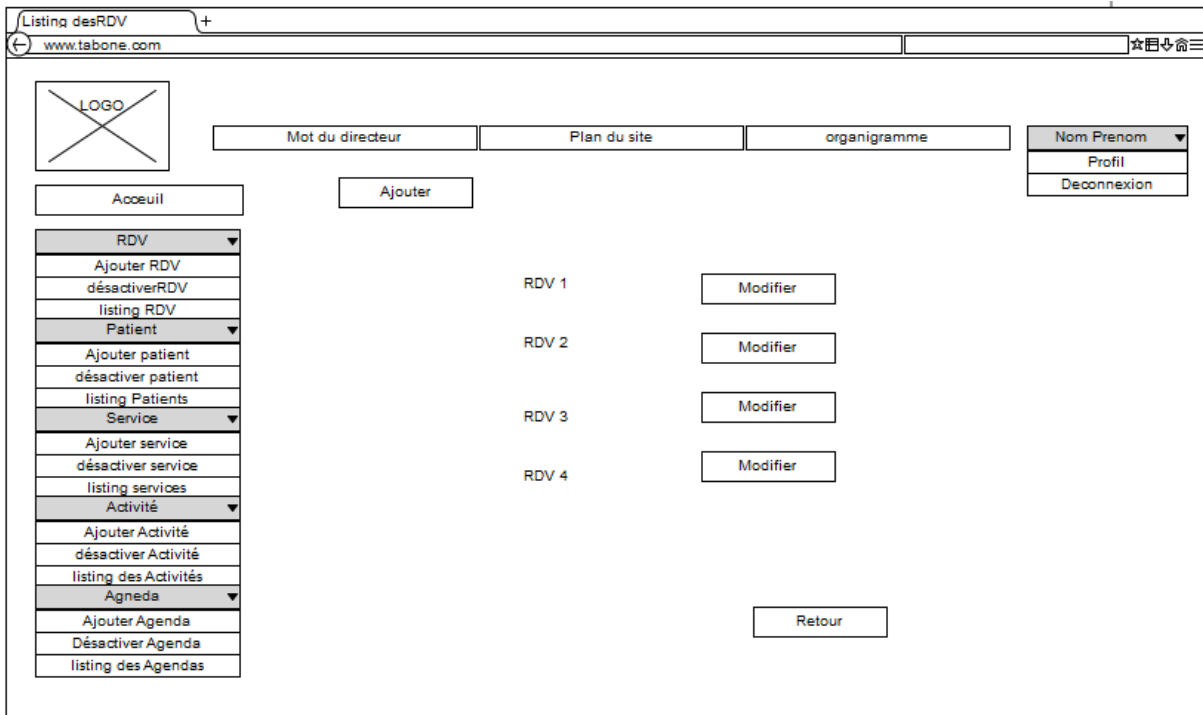 Listing desRDV
+
www.tabone.com
LOGO
Mot du directeur
Plan du site
organigramme
Nom Prenom
Profil
Deconnexion
Acceuil
Ajouter
RDV
Ajouter RDV
désactiverRDV
listing RDV
Patient
Ajouter patient
désactiver patient
listing Patients
Service
Ajouter service
désactiver service
listing services
Activité
Ajouter Activité
désactiver Activité
listing des Activités
Agneda
Ajouter Agenda
Désactiver Agenda
listing des Agendas
RDV 1
Modifier
RDV 2
Modifier
RDV 3
Modifier
RDV 4
Modifier
Retour